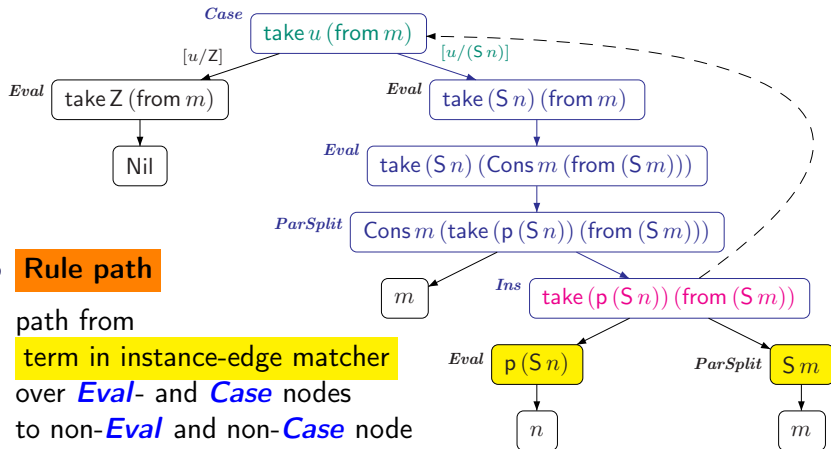 Case
take u (from m)
[u/Z]
[u/(S n)]
Eval
take Z (from m)
Eval
take (S n) (from m)
Nil
Eval
take (S n) (Cons m (from (S m)))
ParSplit
Cons m (take (p (S n)) (from (S m)))
Rule path
m
Ins
take (p (S n)) (from (S m))
path from
term in instance-edge matcher
over Eval- and Case nodes
to non-Eval and non-Case node
Eval
p (S n)
ParSplit
S m
n
m